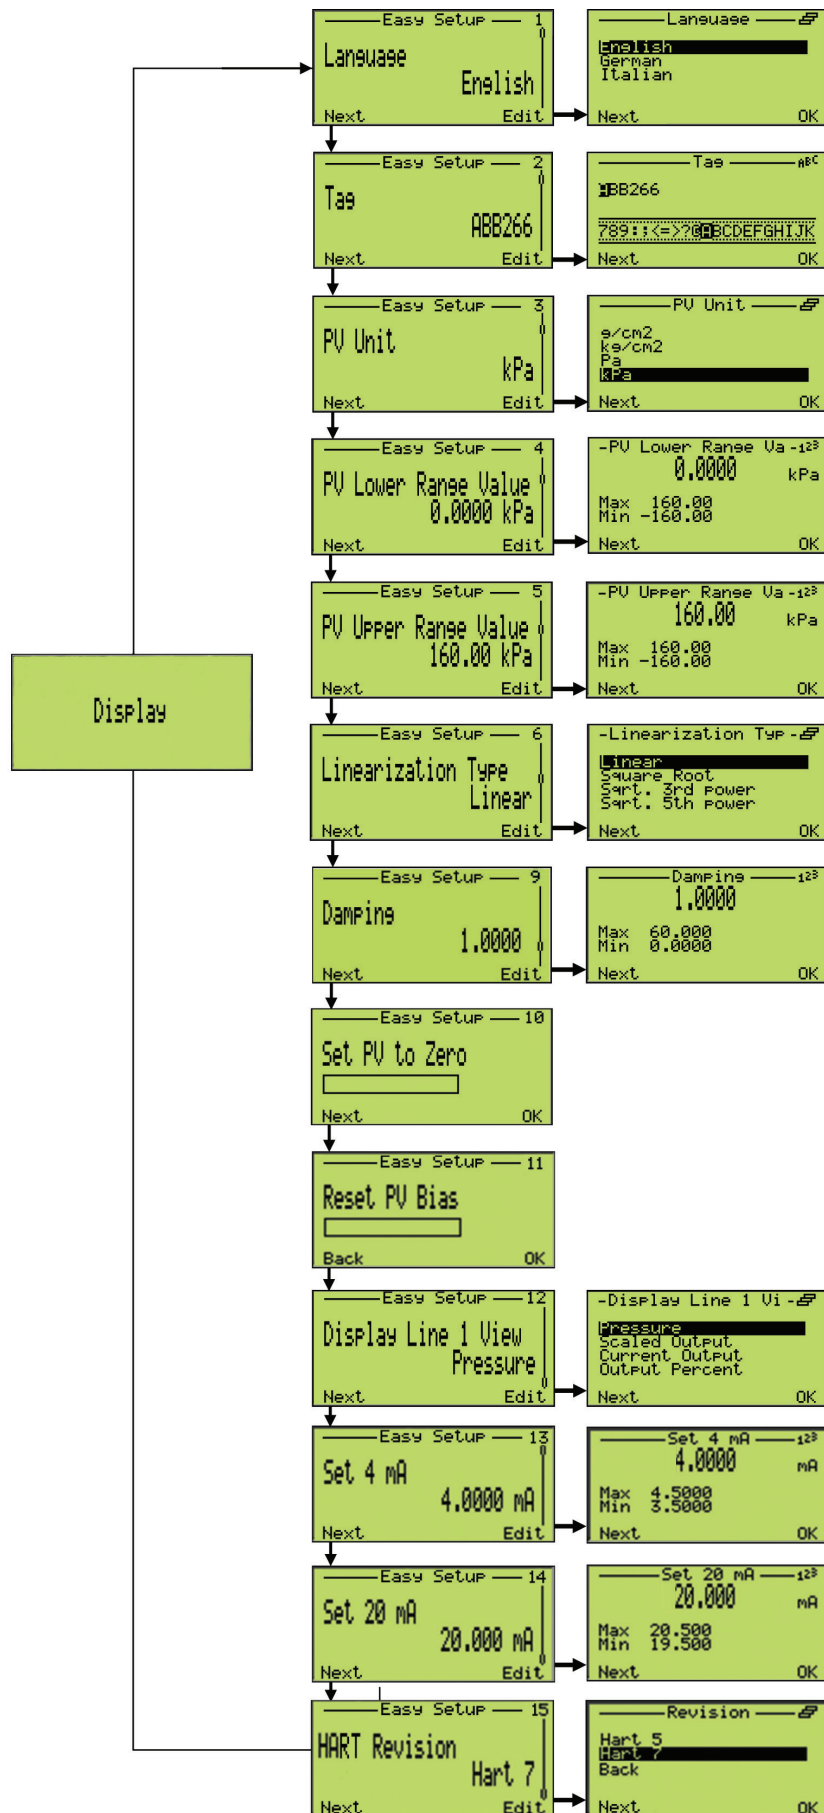 Easy Setup 1
Language
English
Next Edit
Language
English
German
Italian
Next OK
Easy Setup 2
Tag ABC
Tag
ABB266
Next Edit
ABB266
789:;<=>?@ABCDEFGHIJK
Next OK
Easy Setup 3
PV Unit
kPa
Next Edit
PV Unit
g/cm2
kg/cm2
Pa
kPa
Next OK
Easy Setup 4
PV Lower Range Value
0.0000 kPa
Next Edit
-PV Lower Range Va-123
0.0000 kPa
Max 160.00
Min -160.00
Next OK
Easy Setup 5
PV Upper Range Value
160.00 kPa
Next Edit
-PV Upper Range Va-123
160.00 kPa
Max 160.00
Min -160.00
Next OK
Display
Easy Setup 6
Linearization Type
Linear
Next Edit
-Linearization Typ-
Linear
Square Root
Sqrt. 3rd power
Sqrt. 5th power
Next OK
Easy Setup 9
Damping
1.0000
Next Edit
Damping 123
1.0000
Max 60.000
Min 0.0000
Next OK
Easy Setup 10
Set PV to Zero
Next OK
Easy Setup 11
Reset PV Bias
Back OK
Easy Setup 12
Display Line 1 View
Pressure
Next Edit
-Display Line 1 Vi-
Pressure
Scaled Output
Current Output
Output Percent
Next OK
Easy Setup 13
Set 4 mA
4.0000 mA
Next Edit
Set 4 mA 123
4.0000 mA
Max 4.5000
Min 3.5000
Next OK
Easy Setup 14
Set 20 mA
20.000 mA
Next Edit
Set 20 mA 123
20.000 mA
Max 20.500
Min 19.500
Next OK
Easy Setup 15
HART Revision
Hart 7
Next Edit
Revision
Hart 5
Hart 7
Back
Next OK